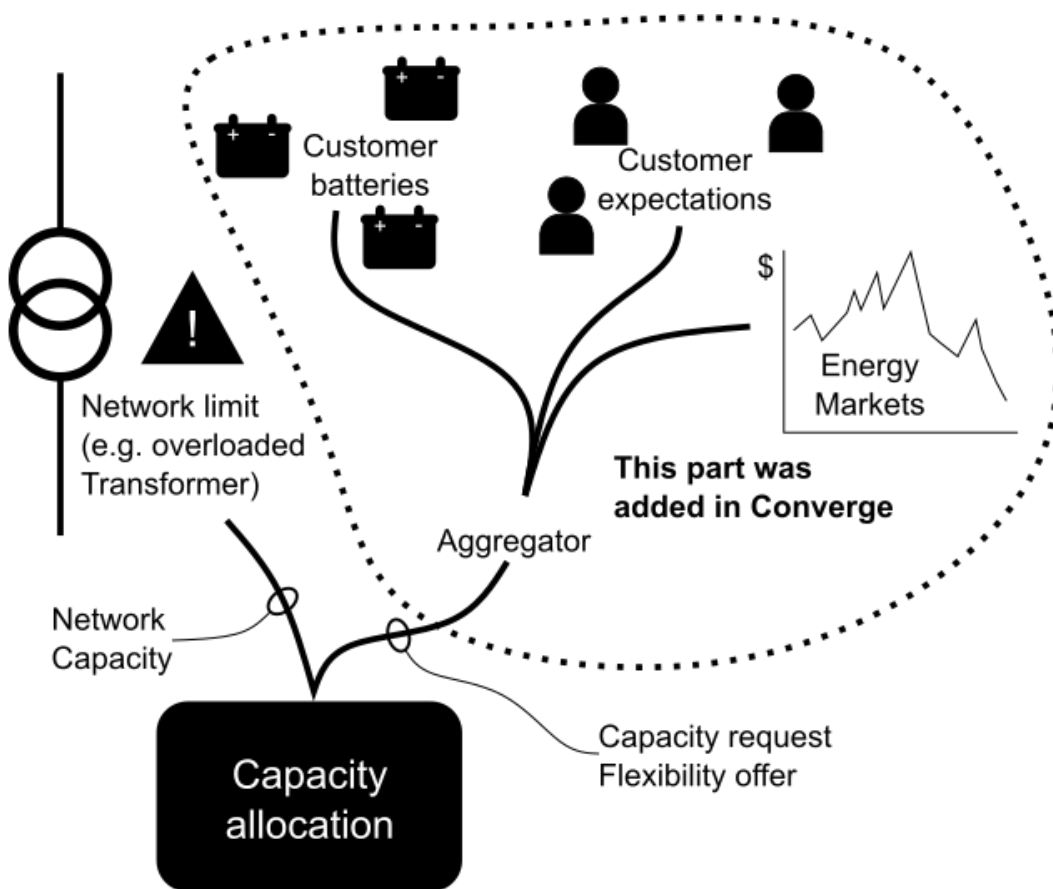 Customer
batteries
Customer
expectations
$
Energy
Markets
!
Network limit
(e.g. overloaded
Transformer)
This part was
added in Converge
Aggregator
Network
Capacity
Capacity request
Flexibility offer
Capacity
allocation